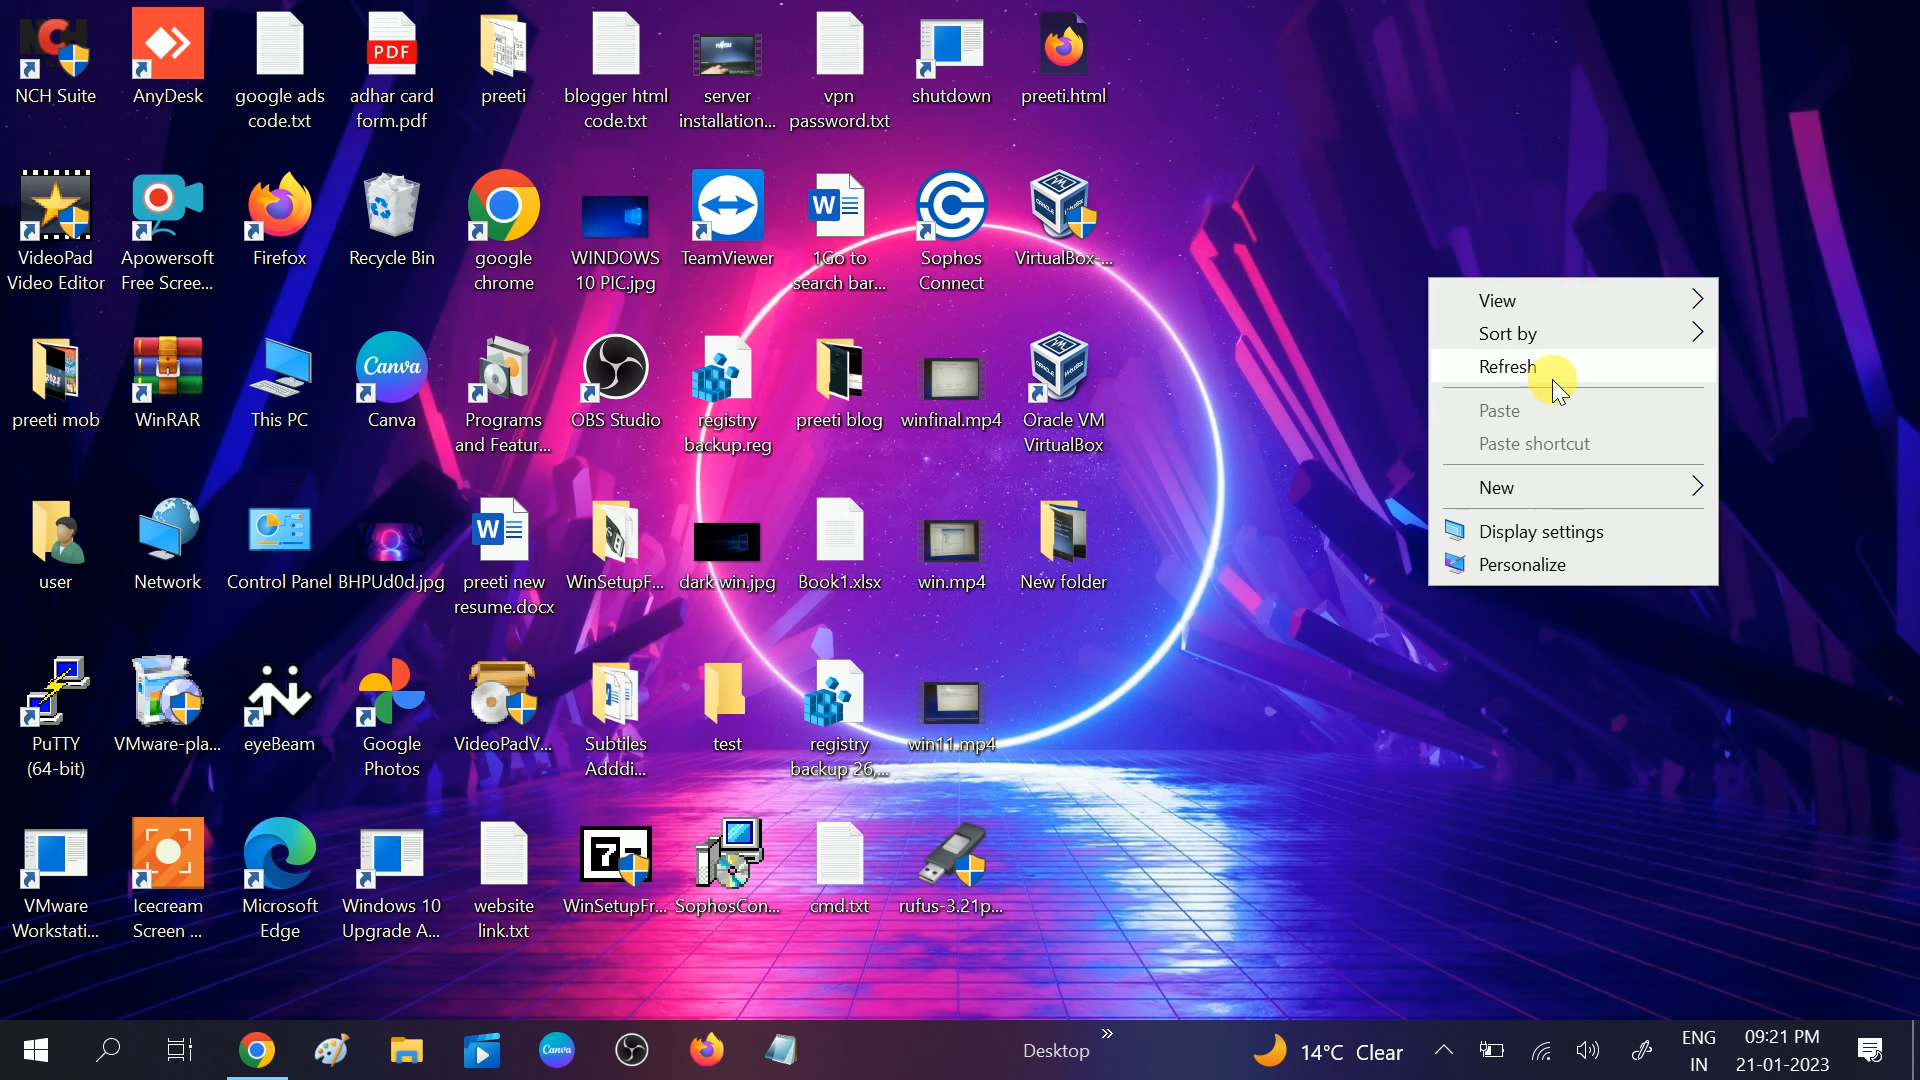 NCH Suite
AnyDesk
google ads
code.txt
PDF
adhar card
form.pdf
preeti
blogger html
code.txt
server
installation...
vpn
password.txt
shutdown
preeti.html
VideoPad
Video Editor
Apowersoft
Free Scree...
Firefox
Recycle Bin
google
chrome
WINDOWS
10 PIC.jpg
TeamViewer
W
1Go to
search bar...
Sophos
Connect
VirtualBox-...
preeti mob
WinRAR
This PC
Canva
Canva
Programs
and Featur...
OBS Studio
registry
backup.reg
preeti blog
winfinal.mp4
Oracle VM
VirtualBox
user
Network
Control Panel
BHPUd0d.jpg
W
preeti new
resume.docx
WinSetupF...
dark win.jpg
Book1.xlsx
win.mp4
New folder
PuTTY
(64-bit)
VMware-pla...
eyeBeam
Google
Photos
VideoPadV...
Subtiles
Adddi...
test
registry
backup 26,...
win11.mp4
VMware
Workstati...
Icecream
Screen ...
Microsoft
Edge
Windows 10
Upgrade A...
website
link.txt
WinSetupFr...
SophosCon...
cmd.txt
rufus-3.21p...
View
Sort by
Refresh
Paste
Paste shortcut
New
Display settings
Personalize
Canva
Desktop
14°C Clear
ENG
IN
09:21 PM
21-01-2023